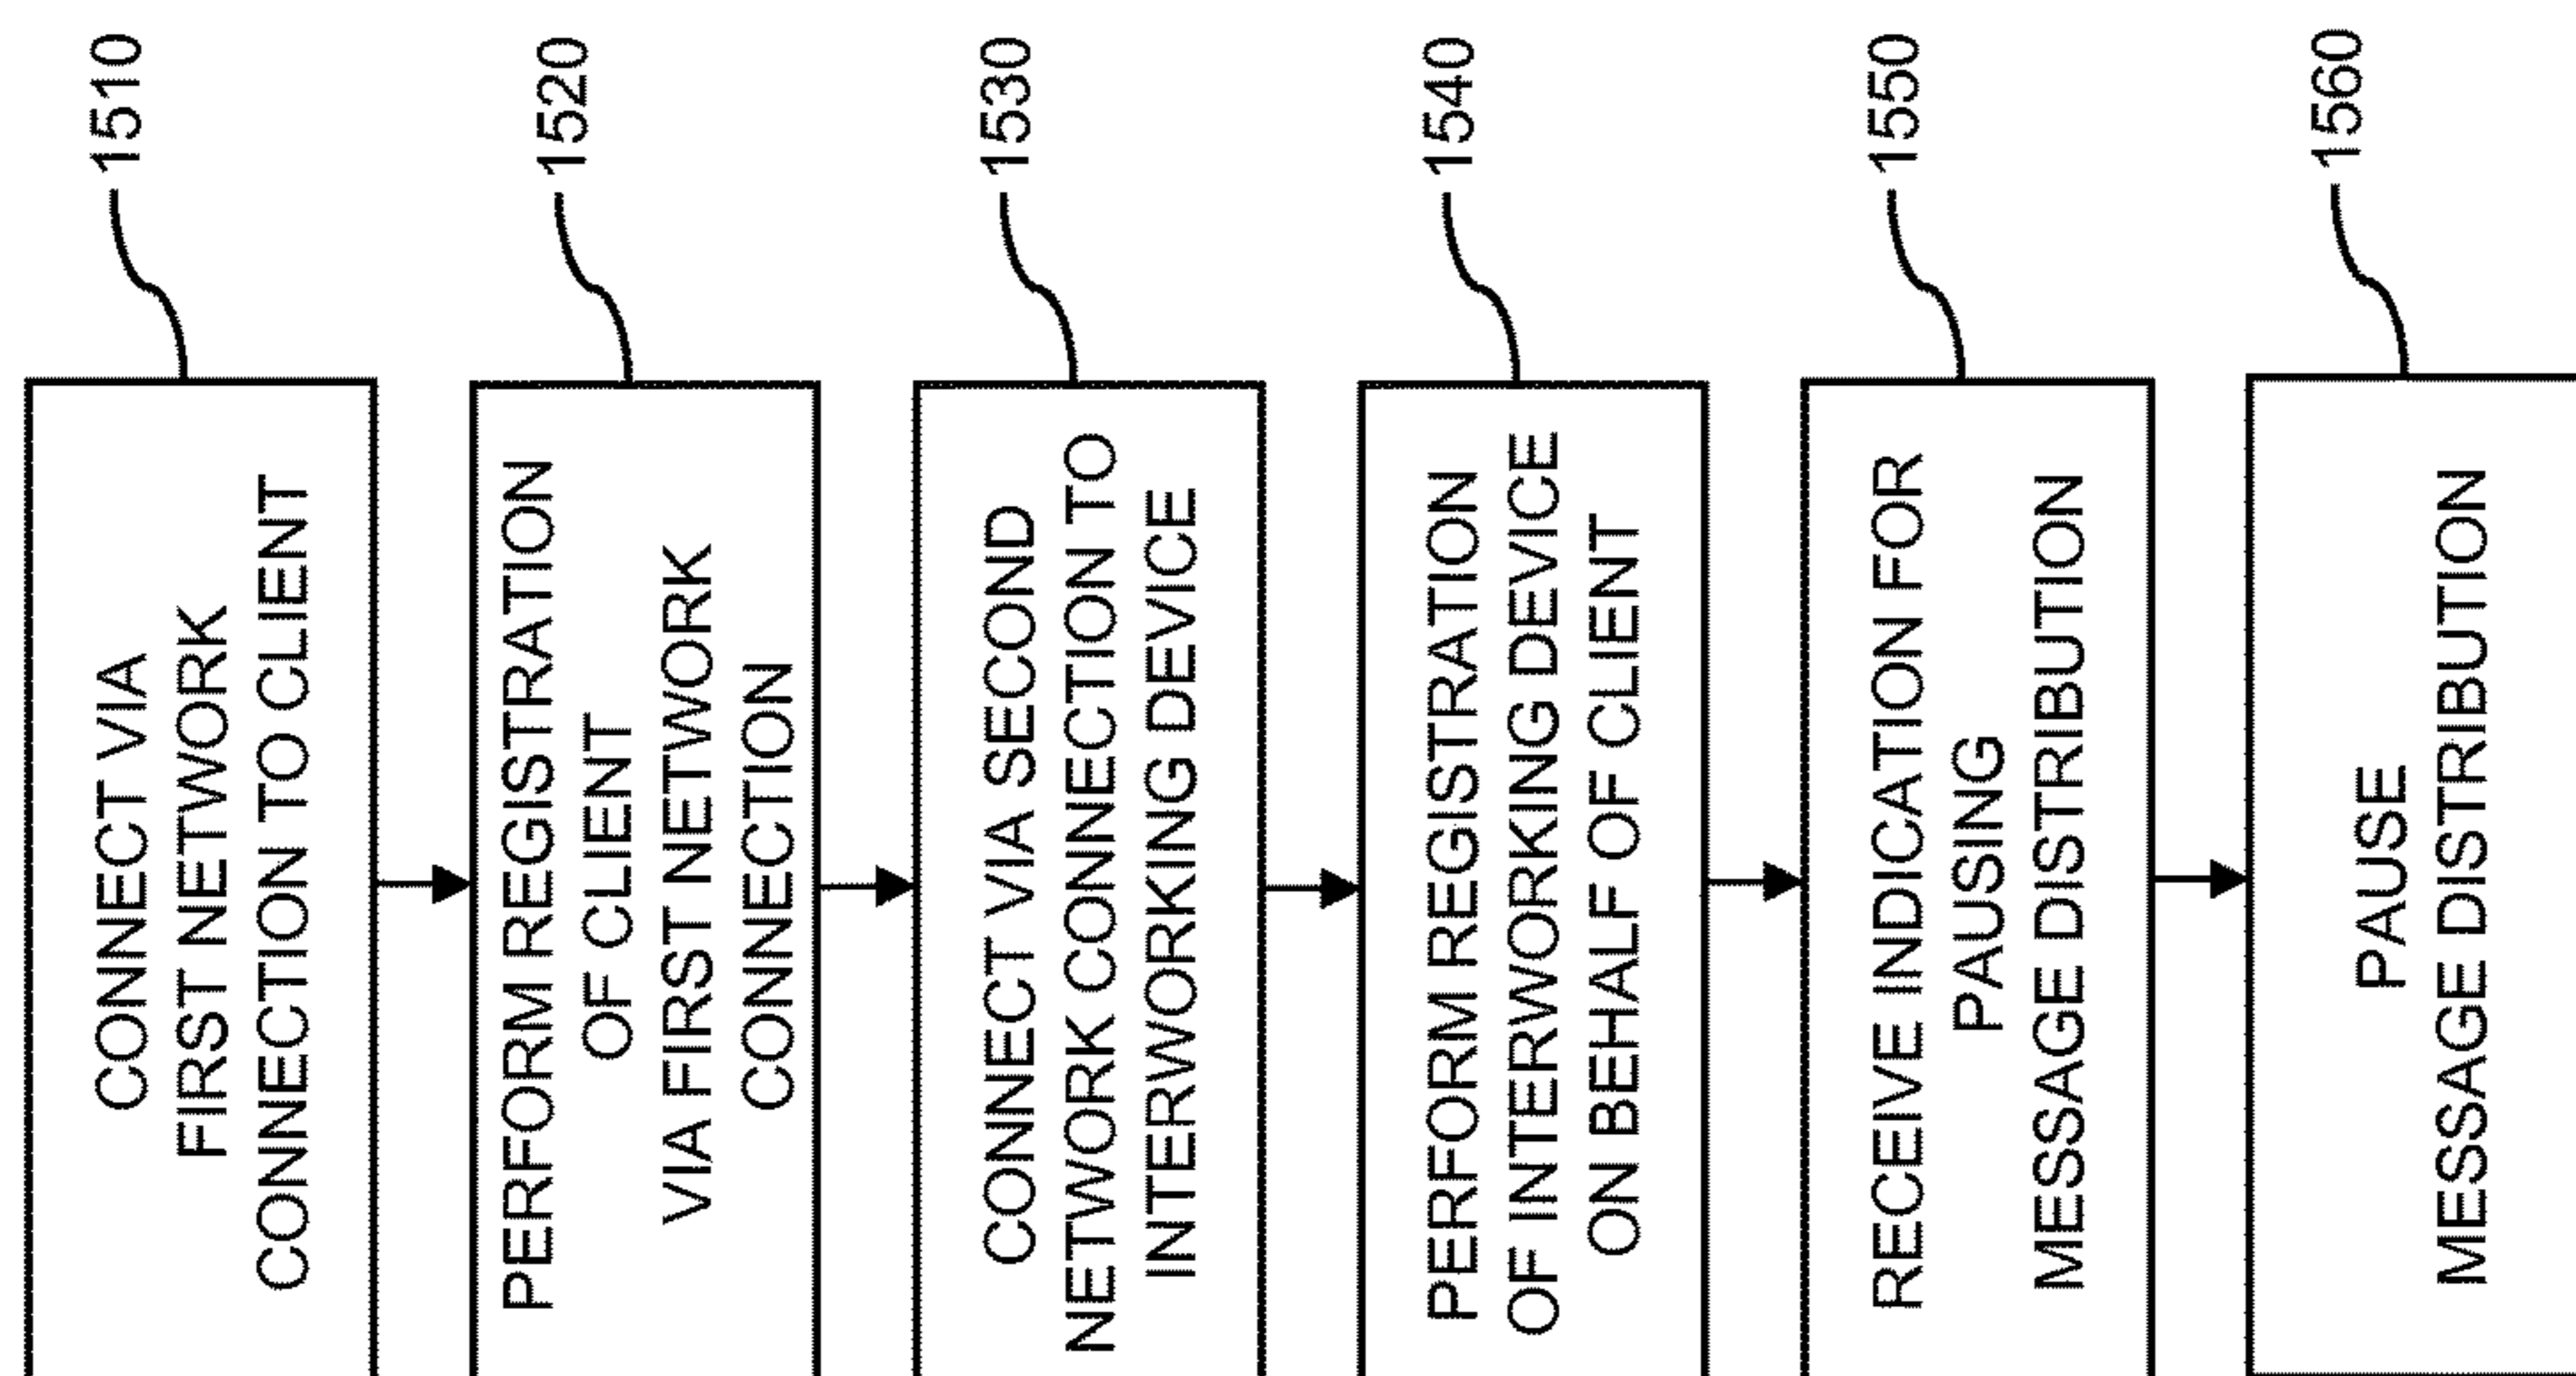 1510
CONNECT VIA
FIRST NETWORK
CONNECTION TO CLIENT
1520
PERFORM REGISTRATION
OF CLIENT
VIA FIRST NETWORK
CONNECTION
1530
CONNECT VIA SECOND
NETWORK CONNECTION TO
INTERWORKING DEVICE
1540
PERFORM REGISTRATION
OF INTERWORKING DEVICE
ON BEHALF OF CLIENT
1550
RECEIVE INDICATION FOR
PAUSING
MESSAGE DISTRIBUTION
1560
PAUSE
MESSAGE DISTRIBUTION